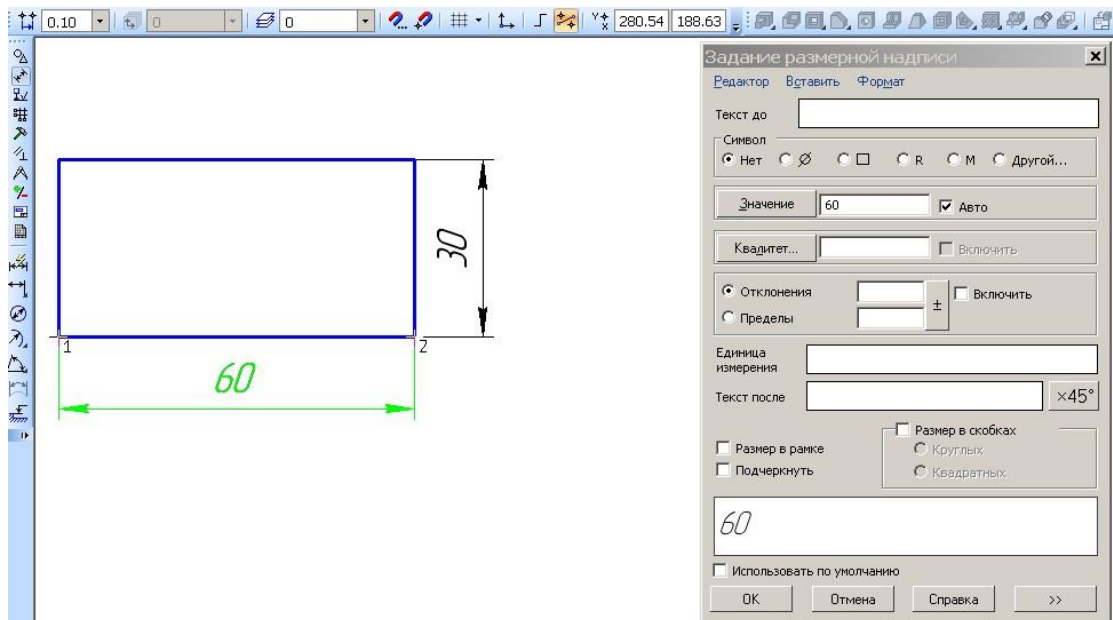 0.10 0 0 280.54 188.63
Задание размерной надписи
Редактор Вставить Формат
Текст до
Символ
Нет Ø □ R M Другой...
Значение 60 Авто
Квалитет... Включить
Отклонения ± Включить
Пределы
Единица
измерения
Текст после ×45°
Размер в скобках
Размер в рамке Круглых
Подчеркнуть Квадратных
60
Использовать по умолчанию
OK Отмена Справка >>
30
1 2
60